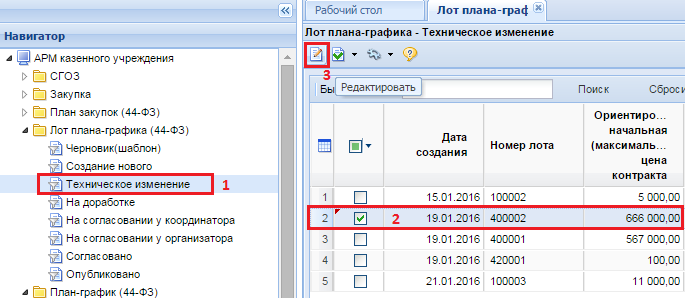 Рабочий стол
Лот плана-граф
Навигатор
Лот плана-графика - Техническое изменение
АРМ казенного учреждения
СГОЗ
Закупка
План закупок (44-ФЗ)
Лот плана-графика (44-ФЗ)
Черновик(шаблон)
Создание нового
Техническое изменение
1
На доработке
На согласовании у координатора
На согласовании у организатора
Согласовано
Опубликовано
План-график (44-ФЗ)
3
Редактировать
Бы
Поиск
Сброси
Дата создания
Номер лота
Ориентиро...
начальная
(максималь...
цена
контракта
1 15.01.2016 100002 5 000,00
2 2 19.01.2016 400002 666 000,00
3 19.01.2016 400001 567 000,00
4 19.01.2016 420001 100,00
5 21.01.2016 100003 11 000,00